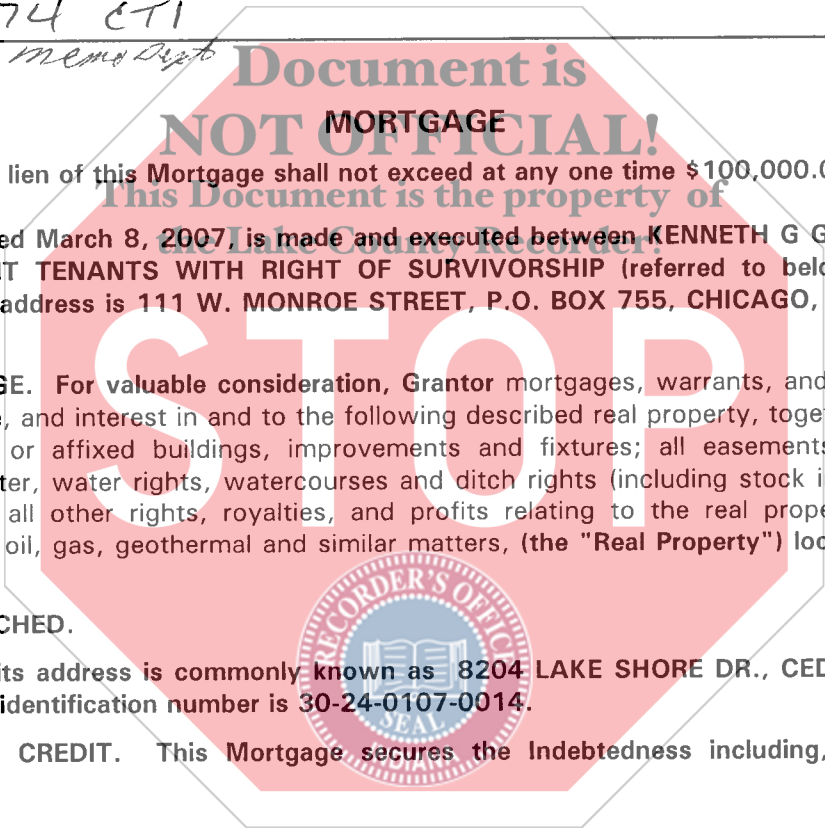 74 CTI
memo Dept
Document is
MORTGAGE
NOT OFFICIAL!
lien of this Mortgage shall not exceed at any one time $100,000.0
This Document is the property of
ed March 8, 2007, is made and executed between KENNETH G G
the Lake County Recorder!
T TENANTS WITH RIGHT OF SURVIVORSHIP (referred to belo
address is 111 W. MONROE STREET, P.O. BOX 755, CHICAGO,
STOP
GE. For valuable consideration, Grantor mortgages, warrants, and
, and interest in and to the following described real property, toget
or affixed buildings, improvements and fixtures; all easements
ter, water rights, watercourses and ditch rights (including stock i
all other rights, royalties, and profits relating to the real prope
oil, gas, geothermal and similar matters, (the "Real Property") loc
RECORDER'S OFFICE
CHED.
its address is commonly known as 8204 LAKE SHORE DR., CED
identification number is 30-24-0107-0014.
SEAL
CREDIT. This Mortgage secures the Indebtedness including,
INDIANA